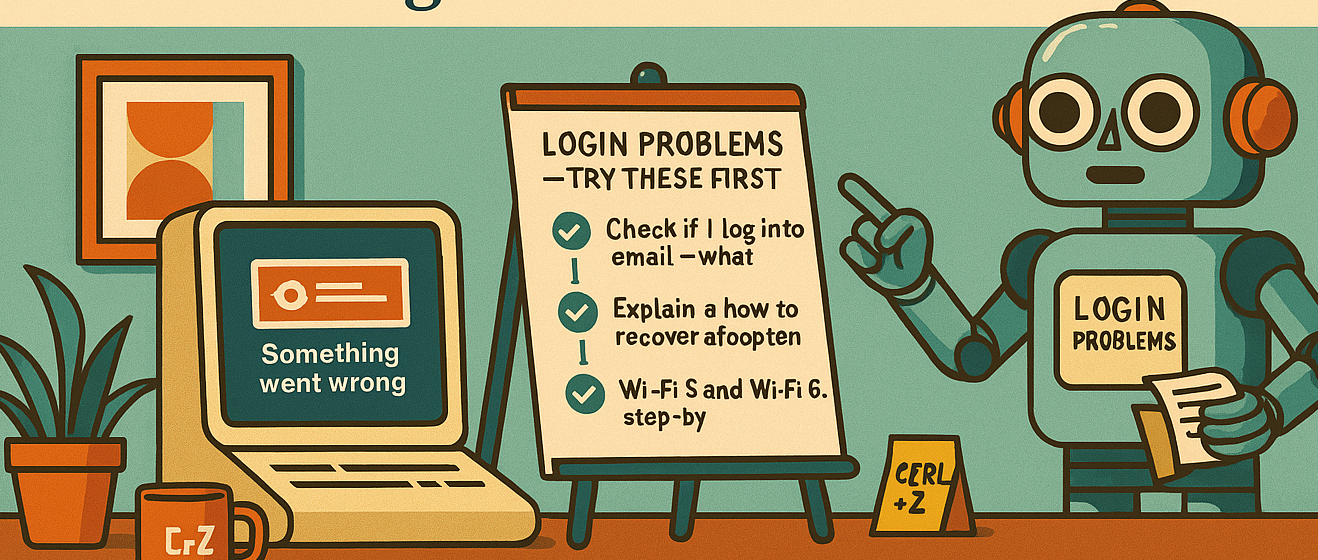 Something
went wrong
LOGIN PROBLEMS
—TRY THESE FIRST
Check if I log into
email – what
Explain a how to
recover afoopten
Wi-Fi S and Wi-Fi 6.
step-by
LOGIN
PROBLEMS
CERL
+Z
CrZ